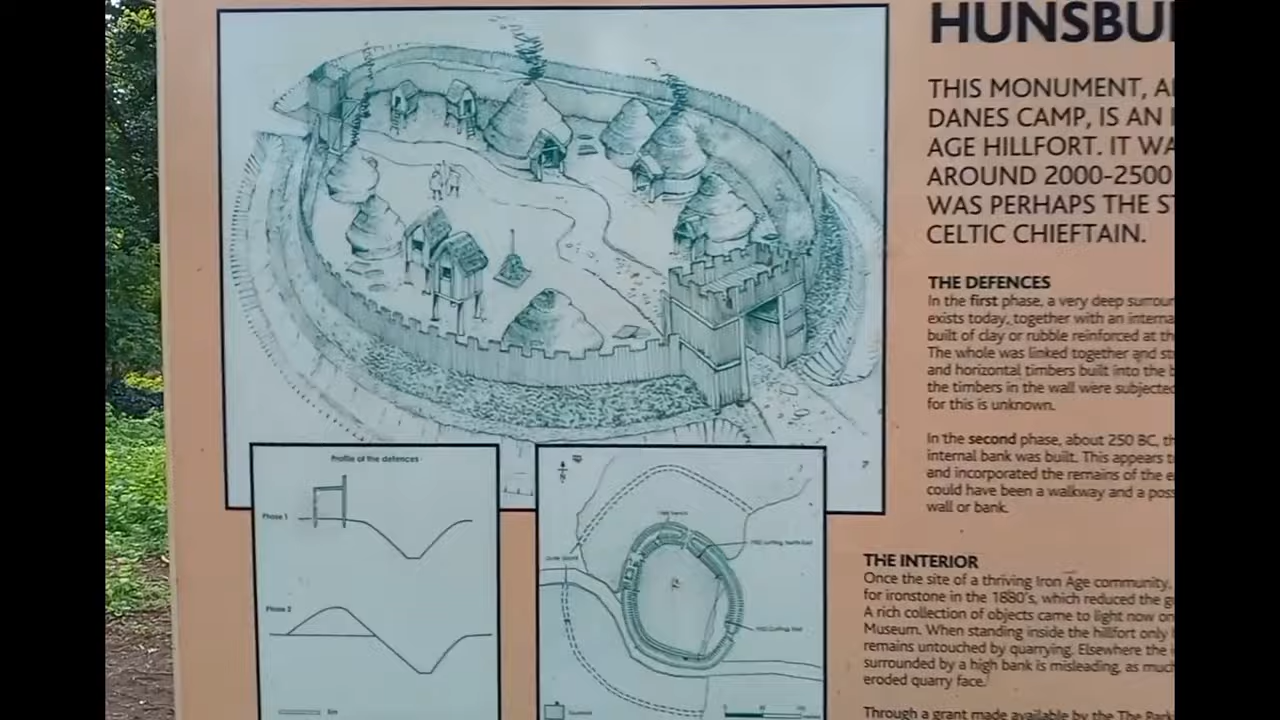 HUNSBU
THIS MONUMENT, A
DANES CAMP, IS AN
AGE HILLFORT. IT WA
AROUND 2000-2500
WAS PERHAPS THE S
CELTIC CHIEFTAIN.
THE DEFENCES
In the first phase, a very deep surrou
exists today, together with an interna
built of clay or rubble reinforced at th
The whole was linked together and st
and horizontal timbers built into the b
the timbers in the wall were subjected
for this is unknown.
In the second phase, about 250 BC, th
internal bank was built. This appears t
and incorporated the remains of the e
could have been a walkway and a pos
wall or bank.
THE INTERIOR
Once the site of a thriving Iron Age community,
for ironstone in the 1880's, which reduced the g
A rich collection of objects came to light now on
Museum. When standing inside the hillfort only
remains untouched by quarrying. Elsewhere the i
surrounded by a high bank is misleading, as much
eroded quarry face.
Through a grant made available by the The Park
Profile of the defences
Phase 1
Phase 2
N